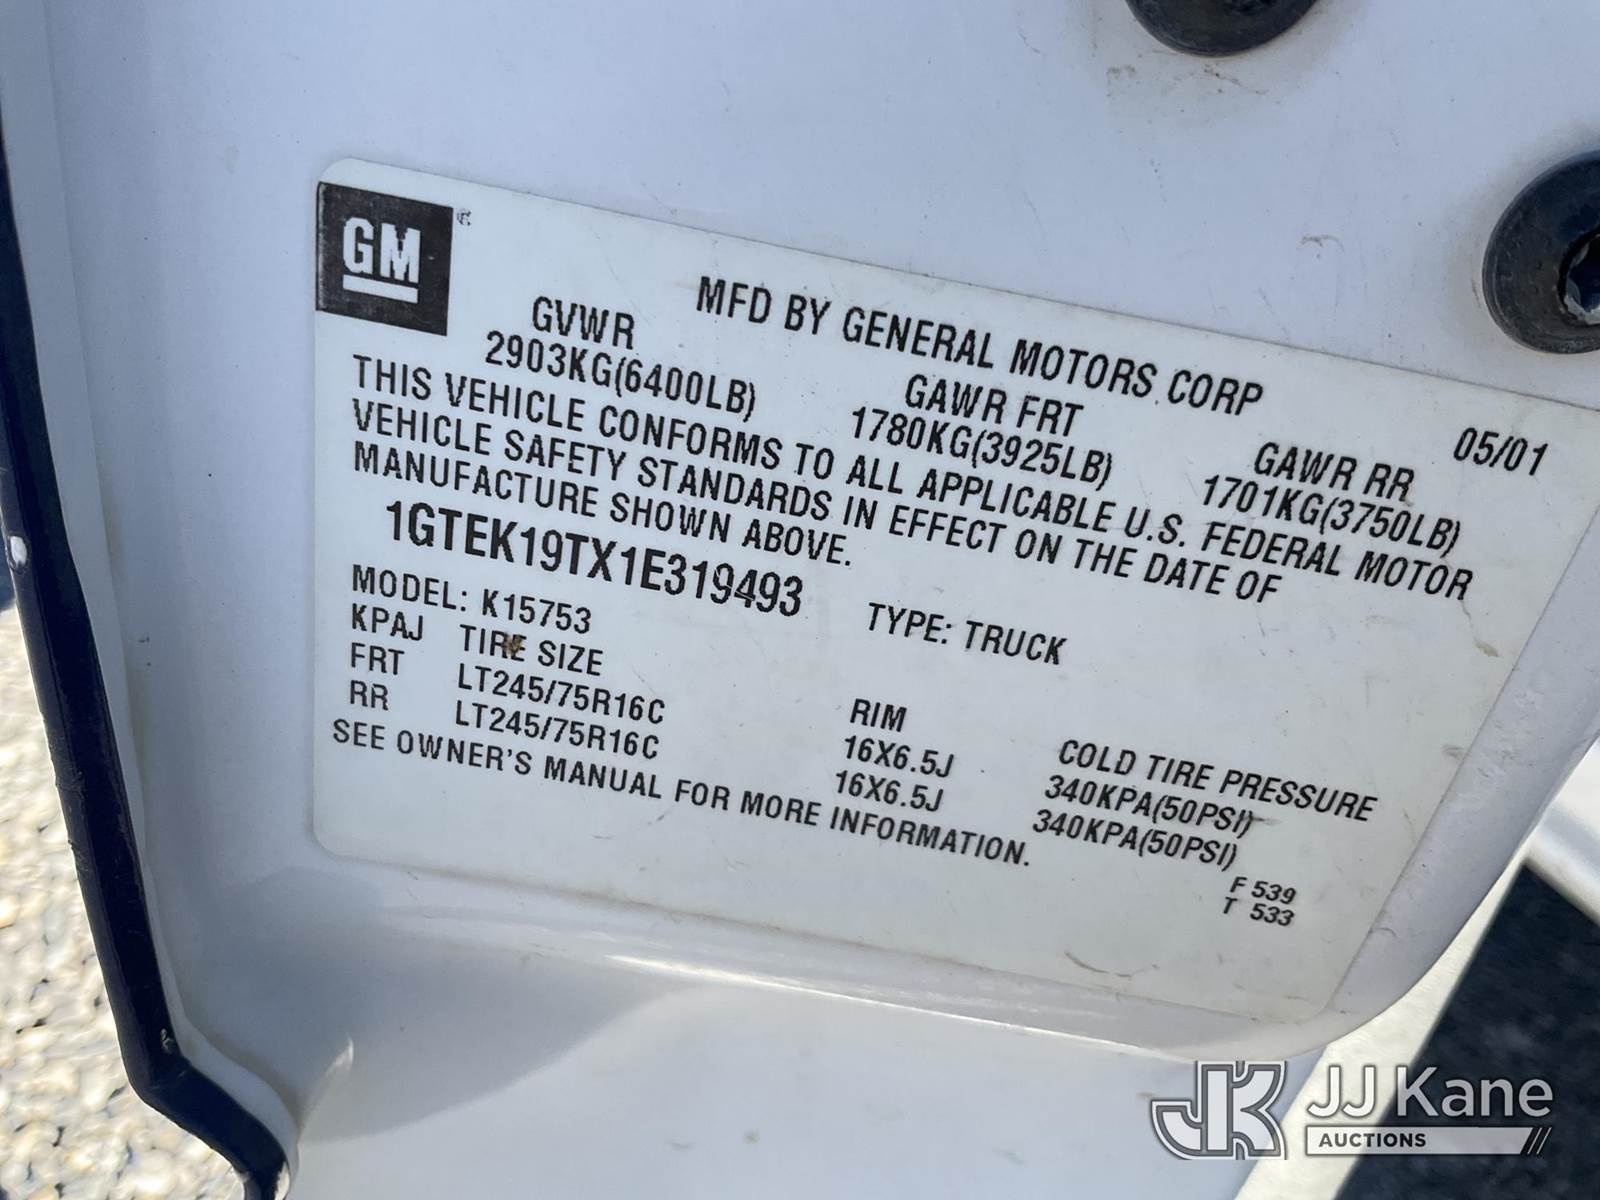 GM
MFD BY GENERAL MOTORS CORP
05/01
GVWR GAWR FRT GAWR RR
2903KG(6400LB) 1780KG(3925LB) 1701KG(3750LB)
THIS VEHICLE CONFORMS TO ALL APPLICABLE U.S. FEDERAL MOTOR
VEHICLE SAFETY STANDARDS IN EFFECT ON THE DATE OF
MANUFACTURE SHOWN ABOVE.
1GTEK19TX1E319493 TYPE: TRUCK
MODEL: K15753
KPAJ TIRE SIZE RIM COLD TIRE PRESSURE
FRT LT245/75R16C 16X6.5J 340KPA(50PSI)
RR LT245/75R16C 16X6.5J 340KPA(50PSI)
SEE OWNER'S MANUAL FOR MORE INFORMATION.
F 539
T 533
JK JJ Kane
AUCTIONS